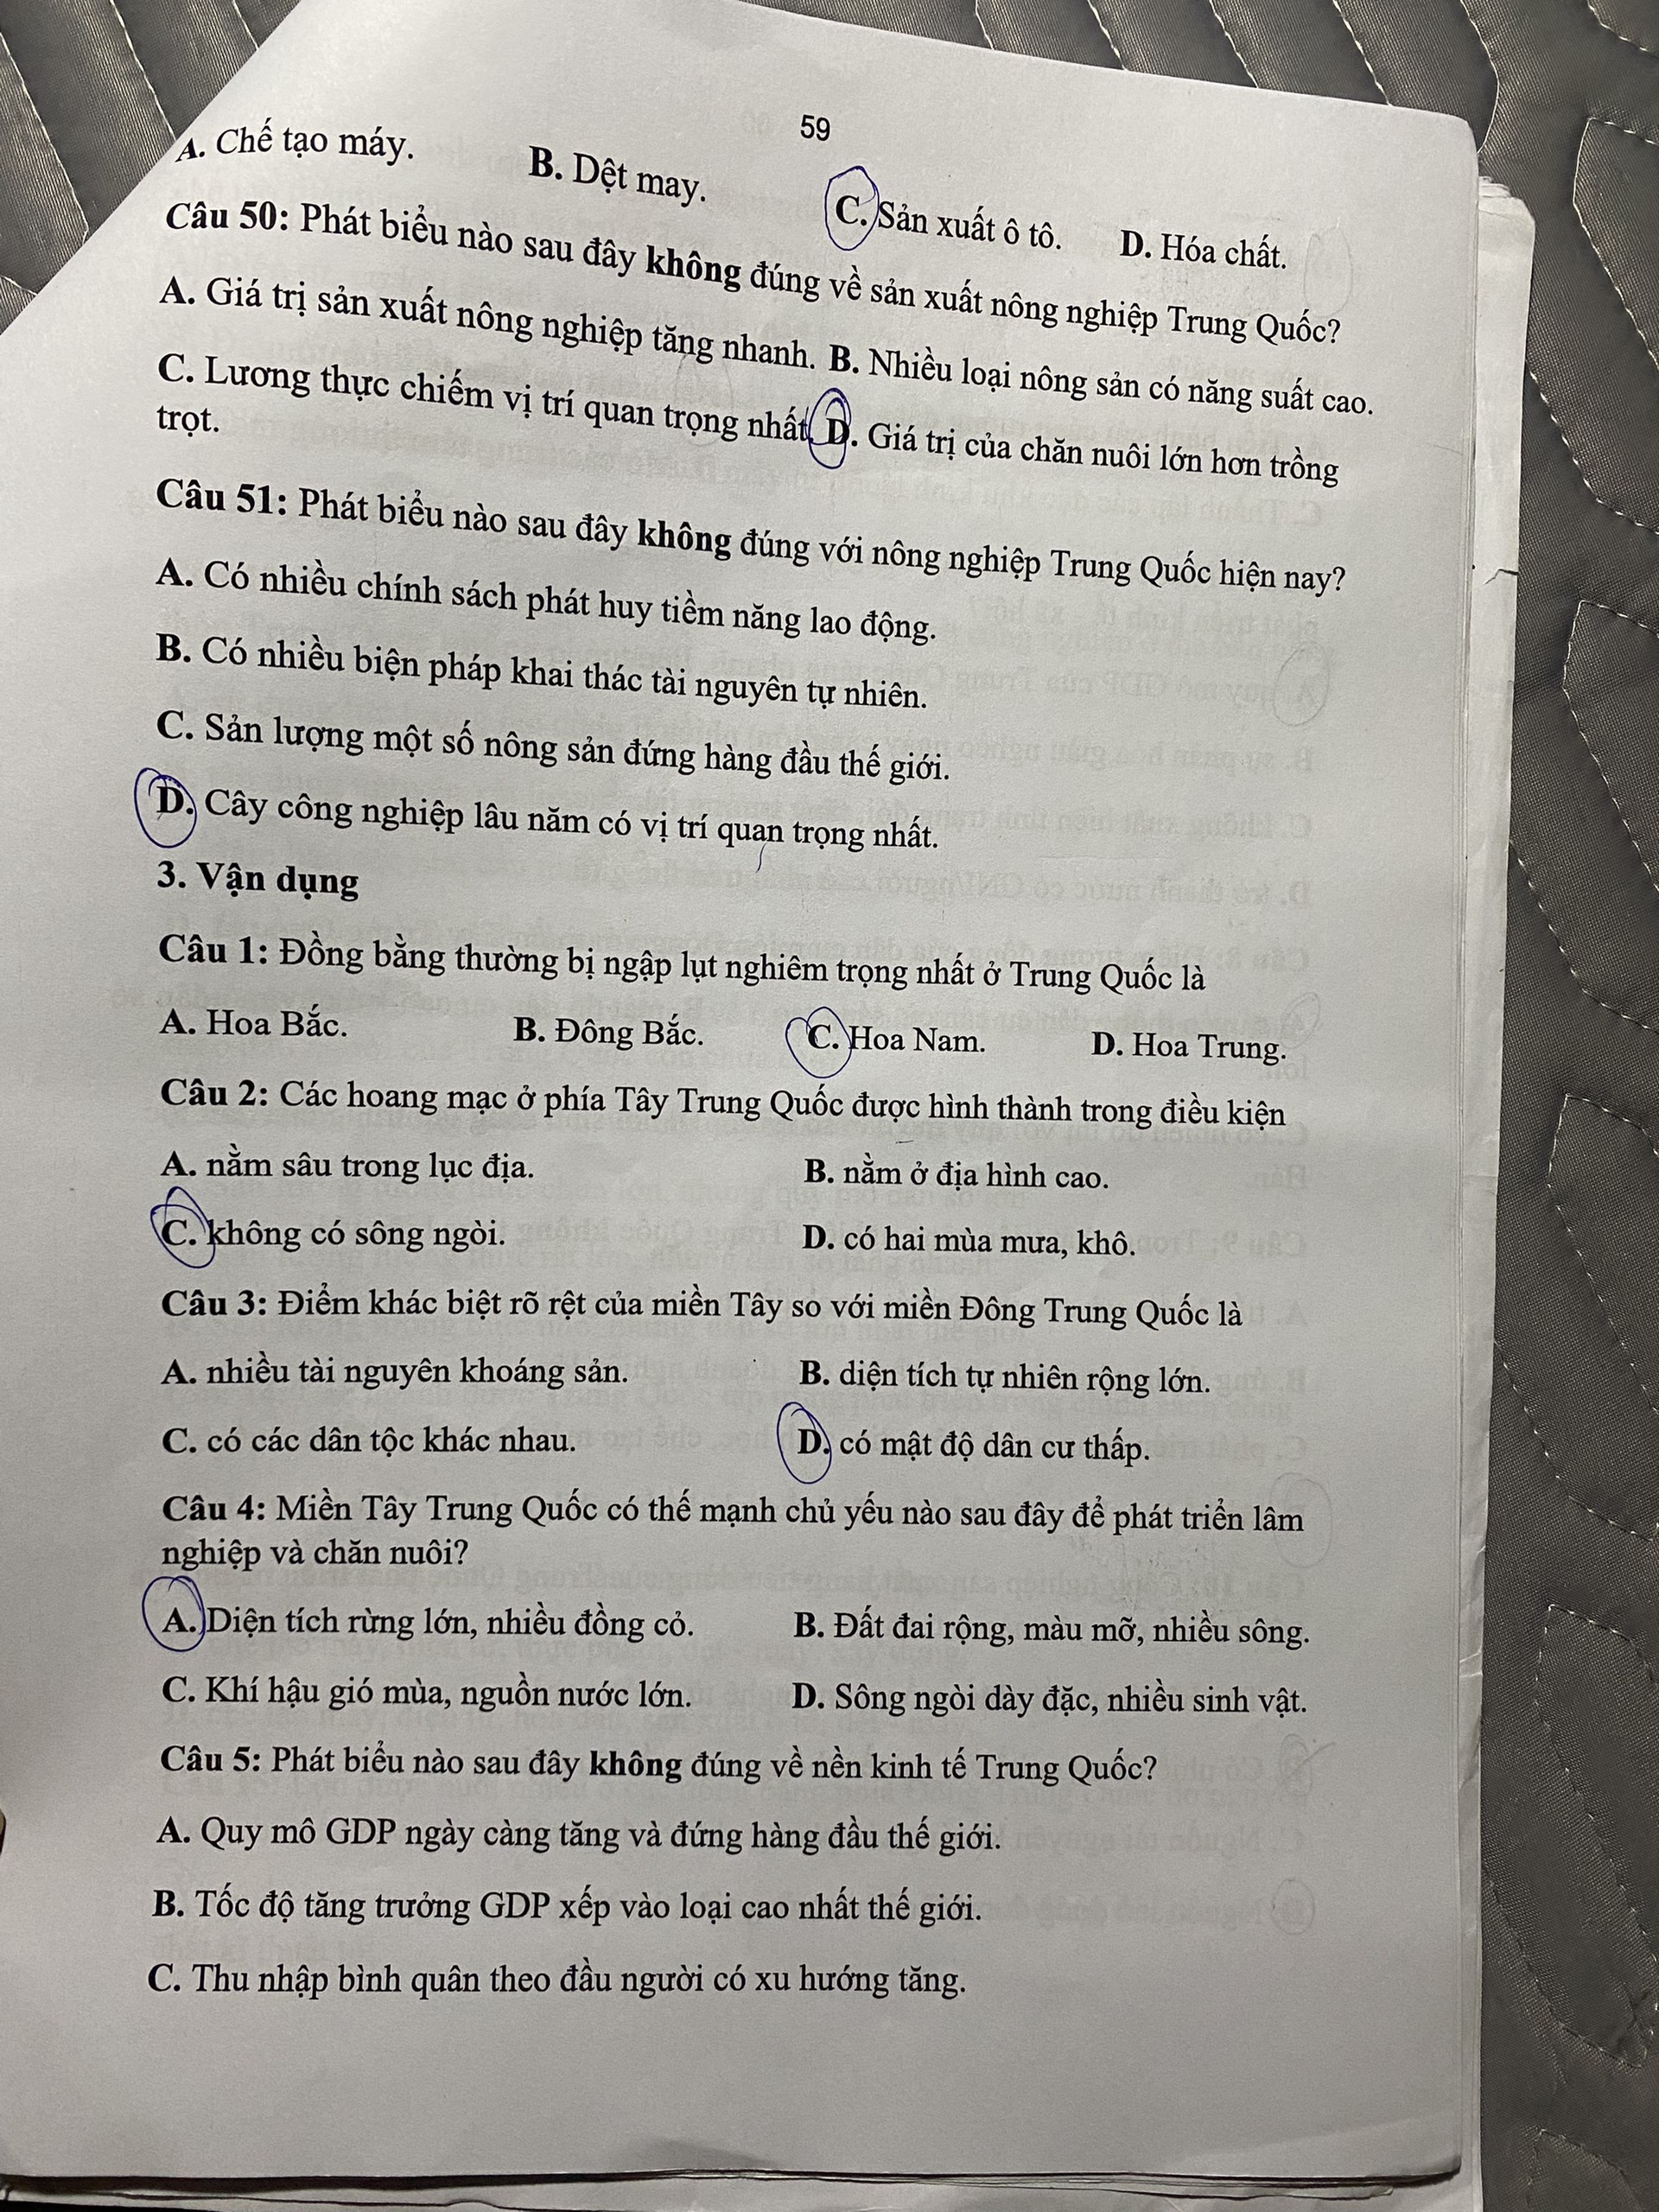 59
A. Chế tạo máy. B. Dệt may. C. Sản xuất ô tô. D. Hóa chất.
Câu 50: Phát biểu nào sau đây không đúng về sản xuất nông nghiệp Trung Quốc?
A. Giá trị sản xuất nông nghiệp tăng nhanh. B. Nhiều loại nông sản có năng suất cao.
C. Lương thực chiếm vị trí quan trọng nhất. D. Giá trị của chăn nuôi lớn hơn trồng
trọt.
Câu 51: Phát biểu nào sau đây không đúng với nông nghiệp Trung Quốc hiện nay?
A. Có nhiều chính sách phát huy tiềm năng lao động.
B. Có nhiều biện pháp khai thác tài nguyên tự nhiên.
C. Sản lượng một số nông sản đứng hàng đầu thế giới.
D. Cây công nghiệp lâu năm có vị trí quan trọng nhất.
3. Vận dụng
Câu 1: Đồng bằng thường bị ngập lụt nghiêm trọng nhất ở Trung Quốc là
A. Hoa Bắc. B. Đông Bắc. C. Hoa Nam. D. Hoa Trung.
Câu 2: Các hoang mạc ở phía Tây Trung Quốc được hình thành trong điều kiện
A. nằm sâu trong lục địa. B. nằm ở địa hình cao.
C. không có sông ngòi. D. có hai mùa mưa, khô.
Câu 3: Điểm khác biệt rõ rệt của miền Tây so với miền Đông Trung Quốc là
A. nhiều tài nguyên khoáng sản. B. diện tích tự nhiên rộng lớn.
C. có các dân tộc khác nhau. D. có mật độ dân cư thấp.
Câu 4: Miền Tây Trung Quốc có thế mạnh chủ yếu nào sau đây để phát triển lâm
nghiệp và chăn nuôi?
A. Diện tích rừng lớn, nhiều đồng cỏ. B. Đất đai rộng, màu mỡ, nhiều sông.
C. Khí hậu gió mùa, nguồn nước lớn. D. Sông ngòi dày đặc, nhiều sinh vật.
Câu 5: Phát biểu nào sau đây không đúng về nền kinh tế Trung Quốc?
A. Quy mô GDP ngày càng tăng và đứng hàng đầu thế giới.
B. Tốc độ tăng trưởng GDP xếp vào loại cao nhất thế giới.
C. Thu nhập bình quân theo đầu người có xu hướng tăng.